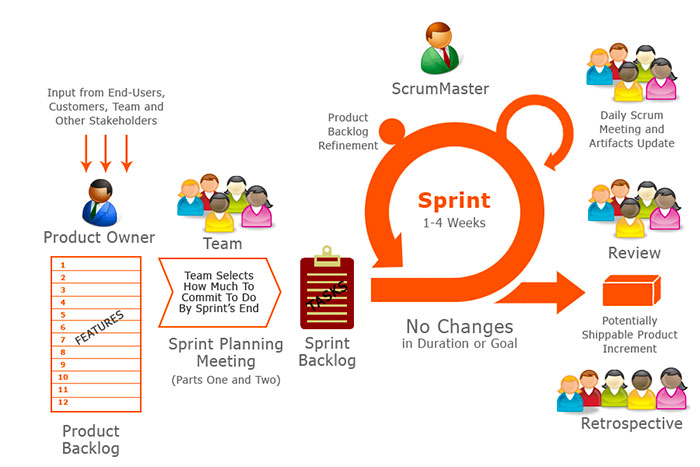 Input from End-Users,
Customers, Team and
Other Stakeholders
Product Owner
1
2
3
4
5
6
7
8
9
10
11
12
FEATURES
Product
Backlog
Team
Team Selects
How Much To
Commit To Do
By Sprint's End
Sprint Planning
Meeting
(Parts One and Two)
TASKS
Sprint
Backlog
ScrumMaster
Product
Backlog
Refinement
Sprint
1-4 Weeks
No Changes
in Duration or Goal
Daily Scrum
Meeting and
Artifacts Update
Review
Potentially
Shippable Product
Increment
Retrospective